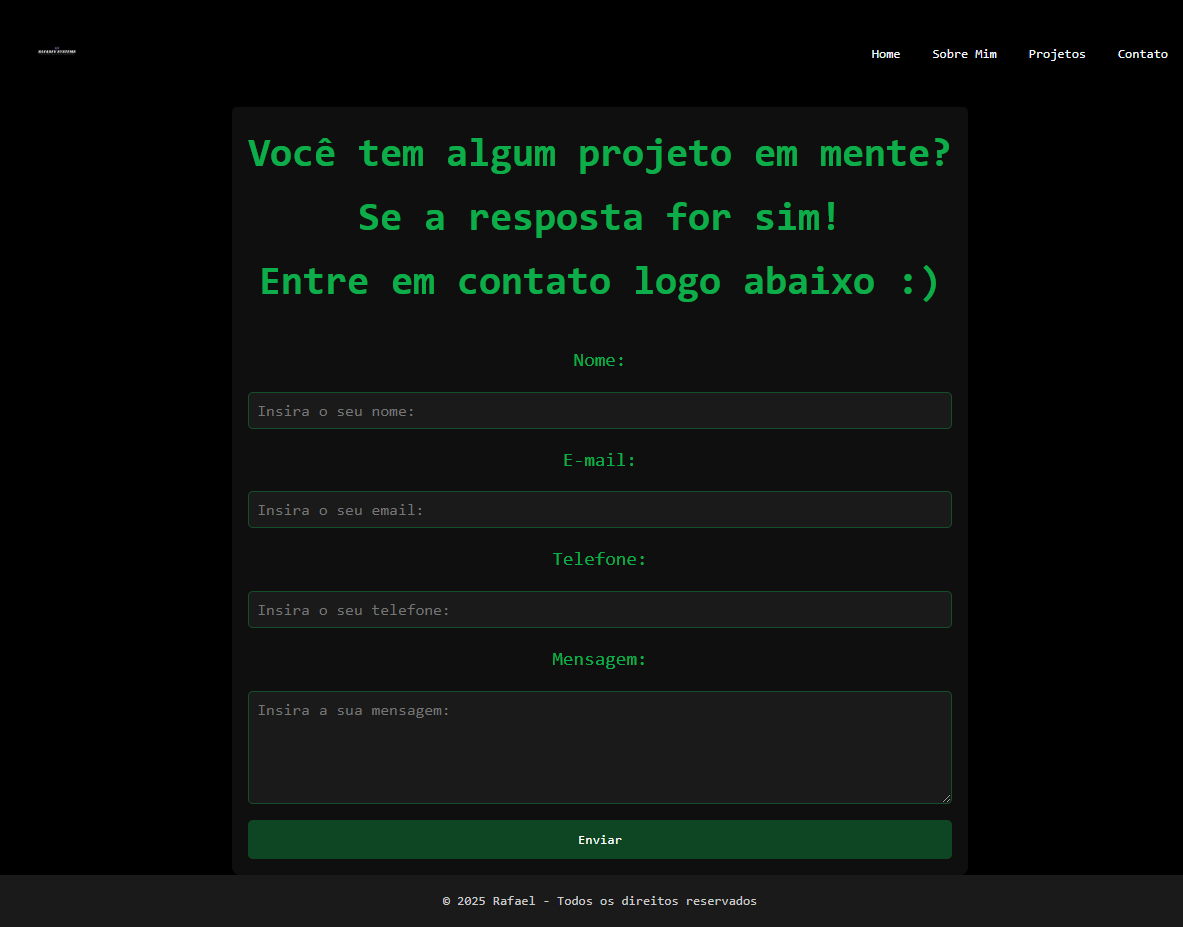 Home Sobre Mim Projetos Contato
Você tem algum projeto em mente?
Se a resposta for sim!
Entre em contato logo abaixo :)
Nome:
Insira o seu nome:
E-mail:
Insira o seu email:
Telefone:
Insira o seu telefone:
Mensagem:
Insira a sua mensagem:
Enviar
© 2025 Rafael - Todos os direitos reservados